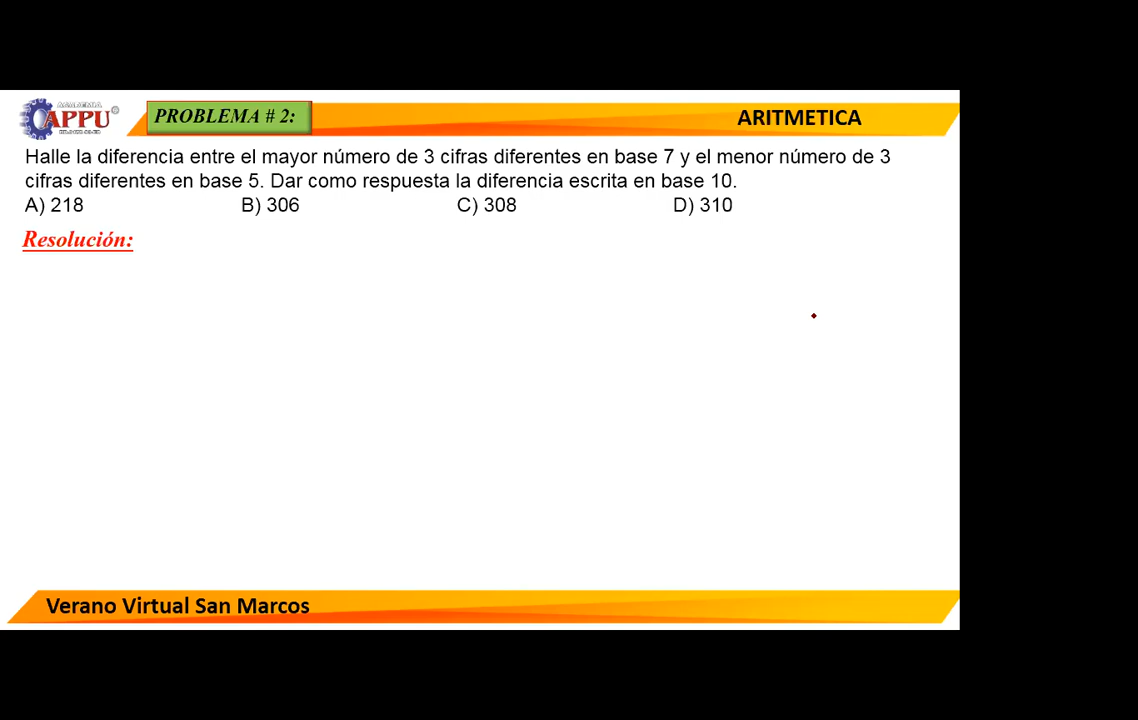 ACADEMIA
APPU
PROBLEMA # 2:
ARITMETICA
Halle la diferencia entre el mayor número de 3 cifras diferentes en base 7 y el menor número de 3
cifras diferentes en base 5. Dar como respuesta la diferencia escrita en base 10.
A) 218 B) 306 C) 308 D) 310
Resolución:
Verano Virtual San Marcos